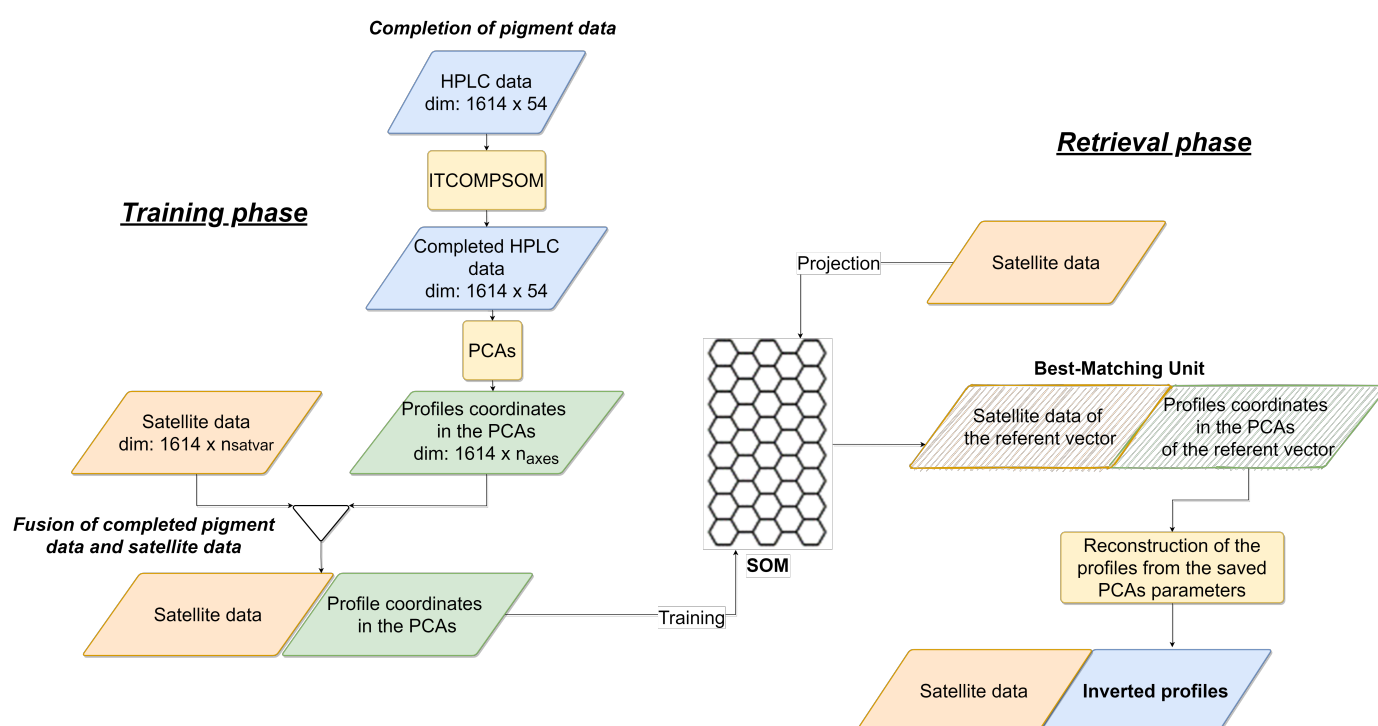 Completion of pigment data
HPLC data
dim: 1614 x 54
ITCOMPSOM
Training phase
Completed HPLC
data
dim: 1614 x 54
PCAs
Satellite data
dim: 1614 x nsatvar
Profiles coordinates
in the PCAs
dim: 1614 x naxes
Fusion of completed pigment
data and satellite data
Satellite data
Profile coordinates
in the PCAs
Training
SOM
Retrieval phase
Satellite data
Projection
Best-Matching Unit
Satellite data of
the referent vector
Profiles coordinates
in the PCAs
of the referent vector
Reconstruction of the
profiles from the saved
PCAs parameters
Satellite data
Inverted profiles